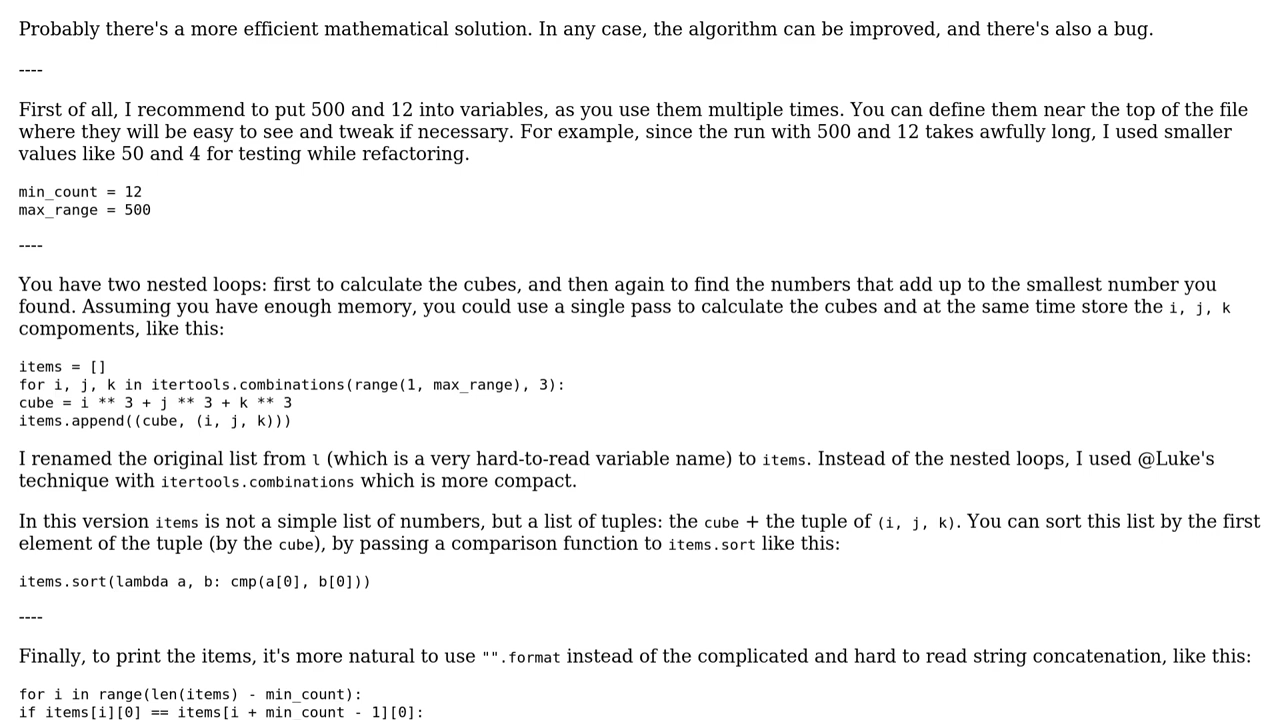 Probably there's a more efficient mathematical solution. In any case, the algorithm can be improved, and there's also a bug.
----
First of all, I recommend to put 500 and 12 into variables, as you use them multiple times. You can define them near the top of the file
where they will be easy to see and tweak if necessary. For example, since the run with 500 and 12 takes awfully long, I used smaller
values like 50 and 4 for testing while refactoring.
min_count = 12
max_range = 500
----
You have two nested loops: first to calculate the cubes, and then again to find the numbers that add up to the smallest number you
found. Assuming you have enough memory, you could use a single pass to calculate the cubes and at the same time store the i, j, k
compoments, like this:
items = []
for i, j, k in itertools.combinations(range(1, max_range), 3):
cube = i ** 3 + j ** 3 + k ** 3
items.append((cube, (i, j, k)))
I renamed the original list from l (which is a very hard-to-read variable name) to items. Instead of the nested loops, I used @Luke's
technique with itertools.combinations which is more compact.
In this version items is not a simple list of numbers, but a list of tuples: the cube + the tuple of (i, j, k). You can sort this list by the first
element of the tuple (by the cube), by passing a comparison function to items.sort like this:
items.sort(lambda a, b: cmp(a[0], b[0]))
----
Finally, to print the items, it's more natural to use "".format instead of the complicated and hard to read string concatenation, like this:
for i in range(len(items) - min_count):
if items[i][0] == items[i + min_count - 1][0]: